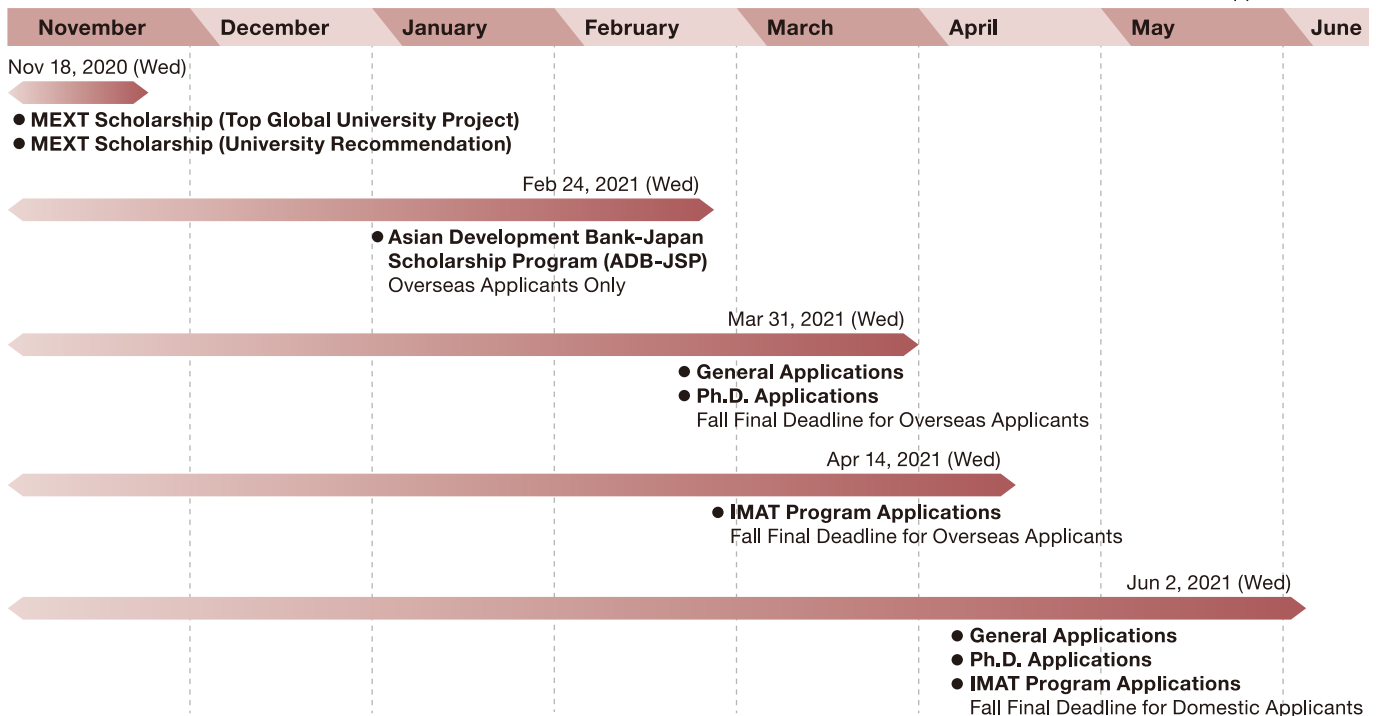 November December January February March April May June
Nov 18, 2020 (Wed)
● MEXT Scholarship (Top Global University Project)
● MEXT Scholarship (University Recommendation)
Feb 24, 2021 (Wed)
● Asian Development Bank-Japan
Scholarship Program (ADB-JSP)
Overseas Applicants Only
Mar 31, 2021 (Wed)
● General Applications
● Ph.D. Applications
Fall Final Deadline for Overseas Applicants
Apr 14, 2021 (Wed)
● IMAT Program Applications
Fall Final Deadline for Overseas Applicants
Jun 2, 2021 (Wed)
● General Applications
● Ph.D. Applications
● IMAT Program Applications
Fall Final Deadline for Domestic Applicants